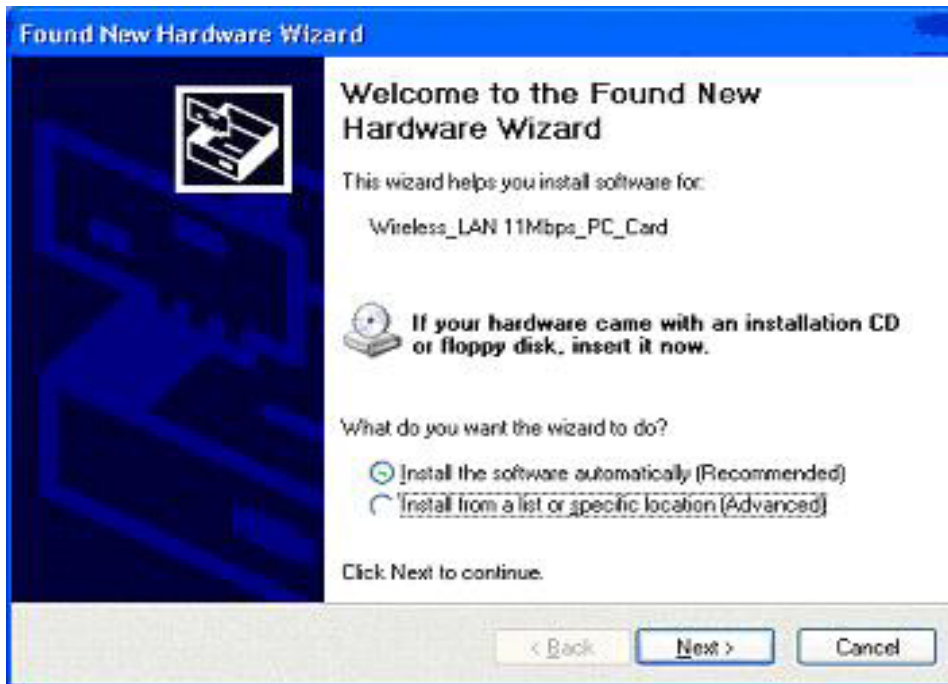 Found New Hardware Wizard
Welcome to the Found New
Hardware Wizard
This wizard helps you install software for:
Wireless_LAN 11Mbps_PC_Card
If your hardware came with an installation CD
or floppy disk, insert it now.
What do you want the wizard to do?
Install the software automatically (Recommended)
Install from a list or specific location (Advanced)
Click Next to continue.
< Back
Next >
Cancel